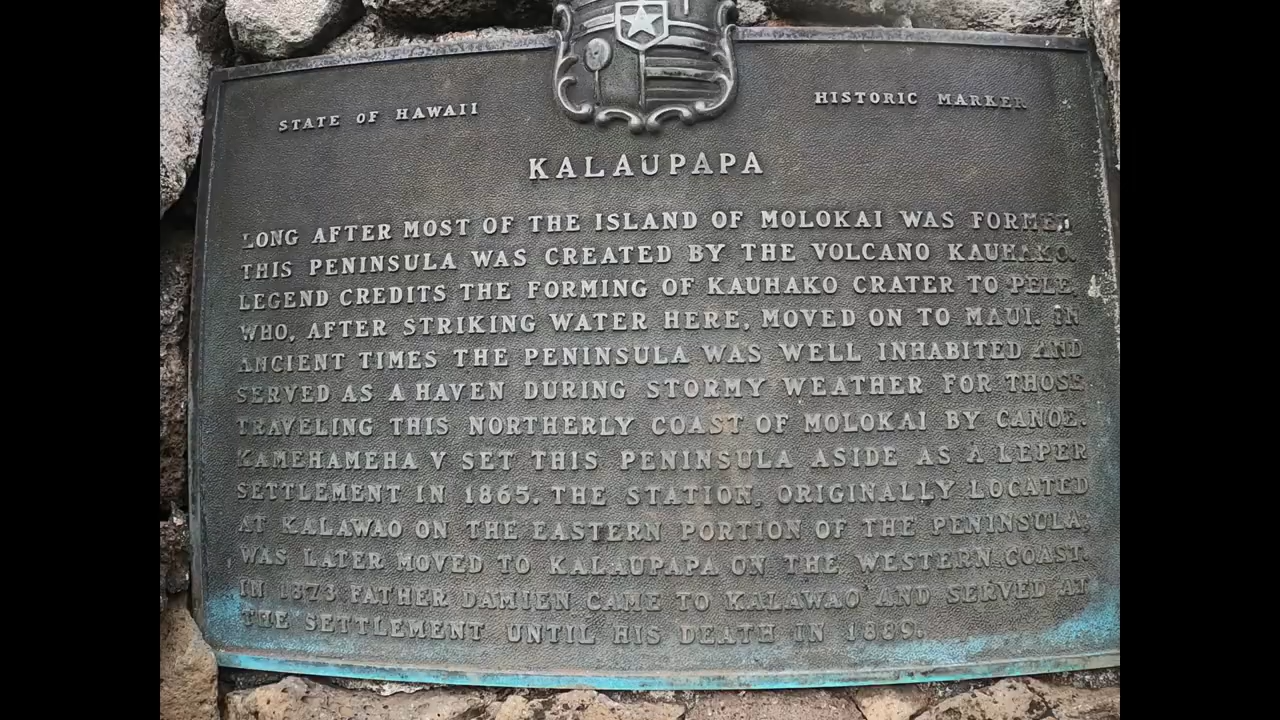 STATE OF HAWAII
HISTORIC MARKER
KALAUPAPA
LONG AFTER MOST OF THE ISLAND OF MOLOKAI WAS FORMED
THIS PENINSULA WAS CREATED BY THE VOLCANO KAUHAKO.
LEGEND CREDITS THE FORMING OF KAUHAKO CRATER TO PELE,
WHO, AFTER STRIKING WATER HERE, MOVED ON TO MAUI. IN
ANCIENT TIMES THE PENINSULA WAS WELL INHABITED AND
SERVED AS A HAVEN DURING STORMY WEATHER FOR THOSE
TRAVELING THIS NORTHERLY COAST OF MOLOKAI BY CANOE.
KAMEHAMEHA V SET THIS PENINSULA ASIDE AS A LEPER
SETTLEMENT IN 1865. THE STATION, ORIGINALLY LOCATED
AT KALAWAO ON THE EASTERN PORTION OF THE PENINSULA,
WAS LATER MOVED TO KALAUPAPA ON THE WESTERN COAST.
IN 1873 FATHER DAMIEN CAME TO KALAWAO AND SERVED AT
THE SETTLEMENT UNTIL HIS DEATH IN 1889.